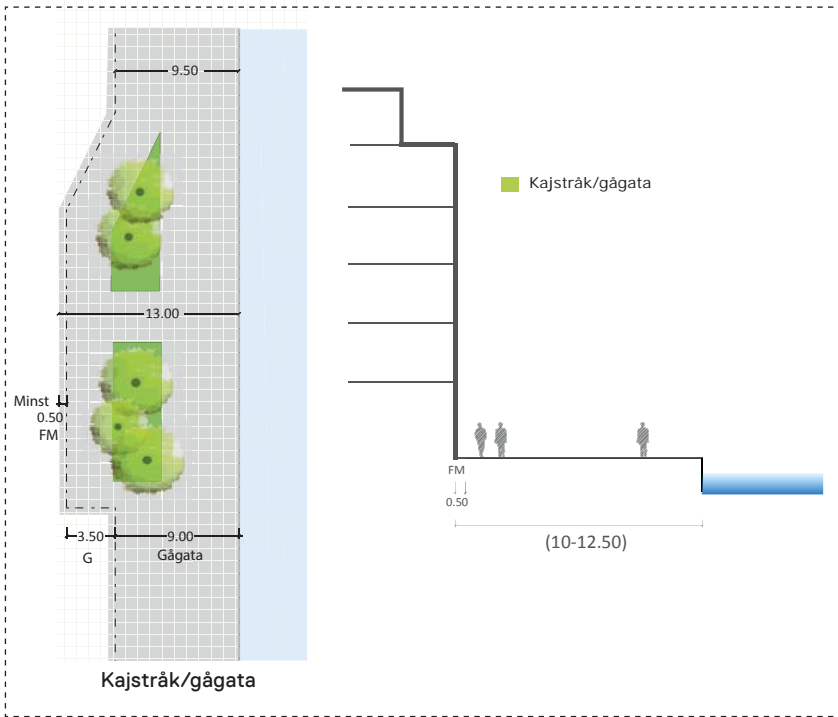 9.50
Kajstråk/gågata
13.00
Minst
0.50
FM
FM
0.50
3.50
9.00
G
Gågata
(10-12.50)
Kajstråk/gågata